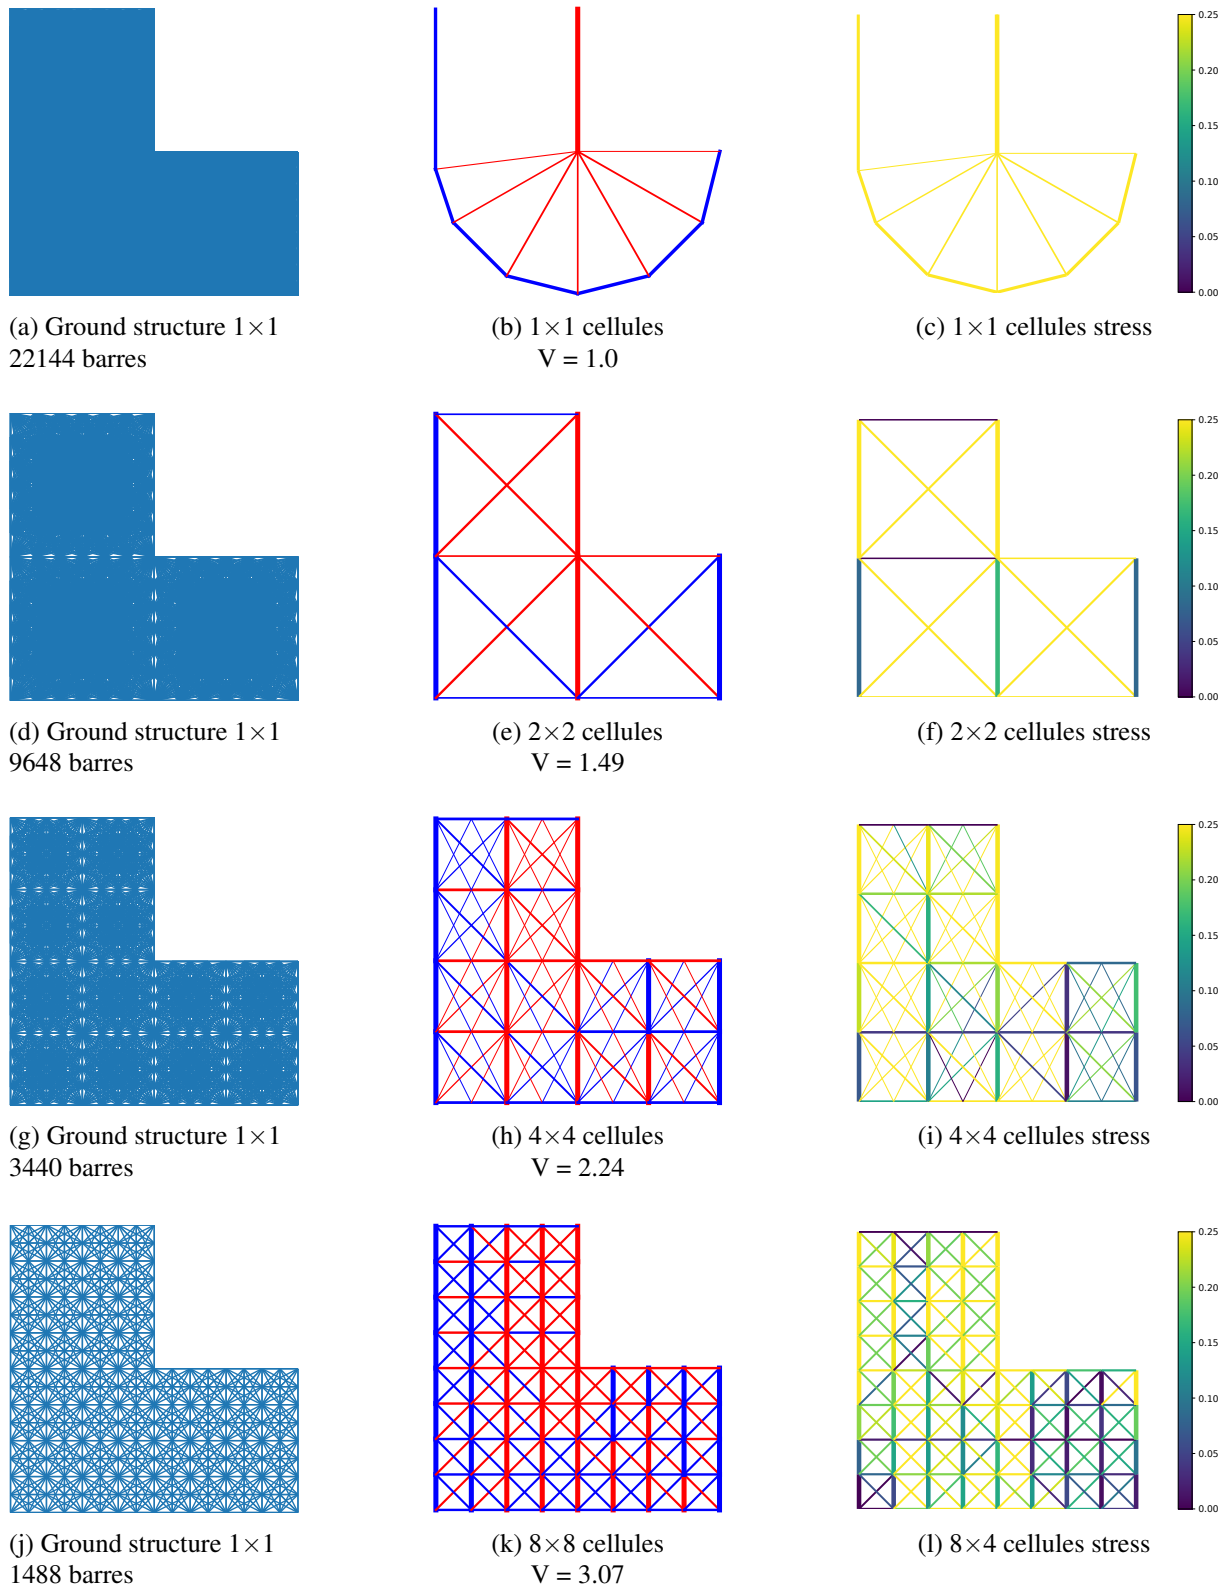 0.25
0.20
0.15
0.10
0.05
0.00
(a) Ground structure 1×1
22144 barres
(b) 1×1 cellules
V = 1.0
(c) 1×1 cellules stress
0.25
0.20
0.15
0.10
0.05
0.00
(d) Ground structure 1×1
9648 barres
(e) 2×2 cellules
V = 1.49
(f) 2×2 cellules stress
0.25
0.20
0.15
0.10
0.05
0.00
(g) Ground structure 1×1
3440 barres
(h) 4×4 cellules
V = 2.24
(i) 4×4 cellules stress
0.25
0.20
0.15
0.10
0.05
0.00
(j) Ground structure 1×1
1488 barres
(k) 8×8 cellules
V = 3.07
(l) 8×4 cellules stress